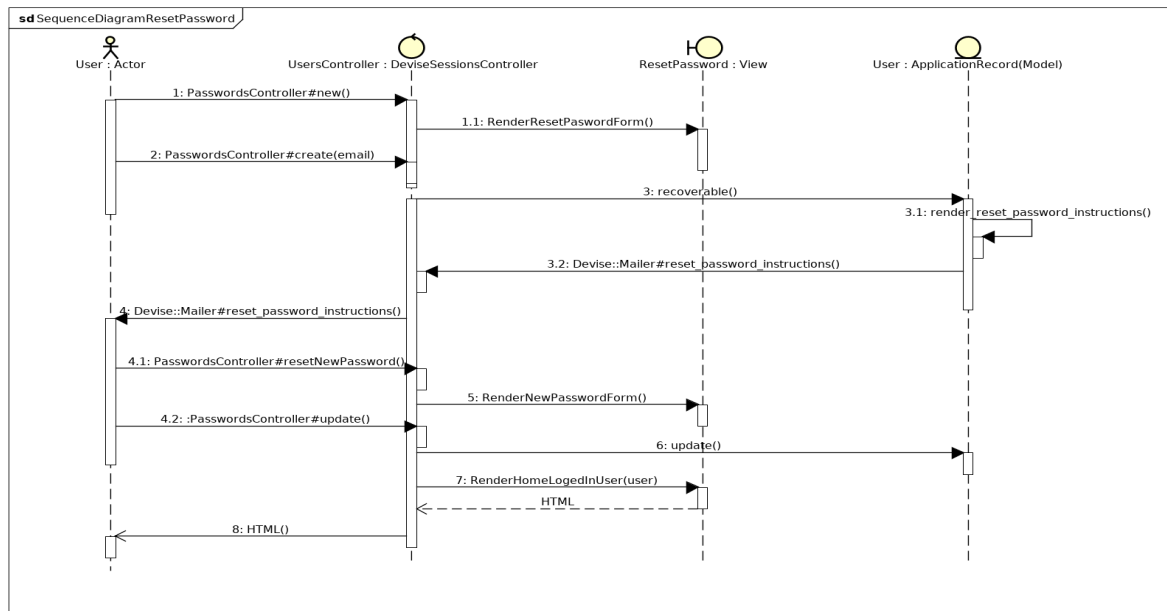 sd SequenceDiagramResetPassword
User : Actor
UsersController : DeviseSessionsController
ResetPassword : View
User : ApplicationRecord(Model)
1: PasswordsController#new()
1.1: RenderResetPaswordForm()
2: PasswordsController#create(email)
3: recoverable()
3.1: render_reset_password_instructions()
3.2: Devise::Mailer#reset_password_instructions()
4: Devise::Mailer#reset_password_instructions()
4.1: PasswordsController#resetNewPassword()
5: RenderNewPasswordForm()
4.2: :PasswordsController#update()
6: update()
7: RenderHomeLogedInUser(user)
HTML
8: HTML()